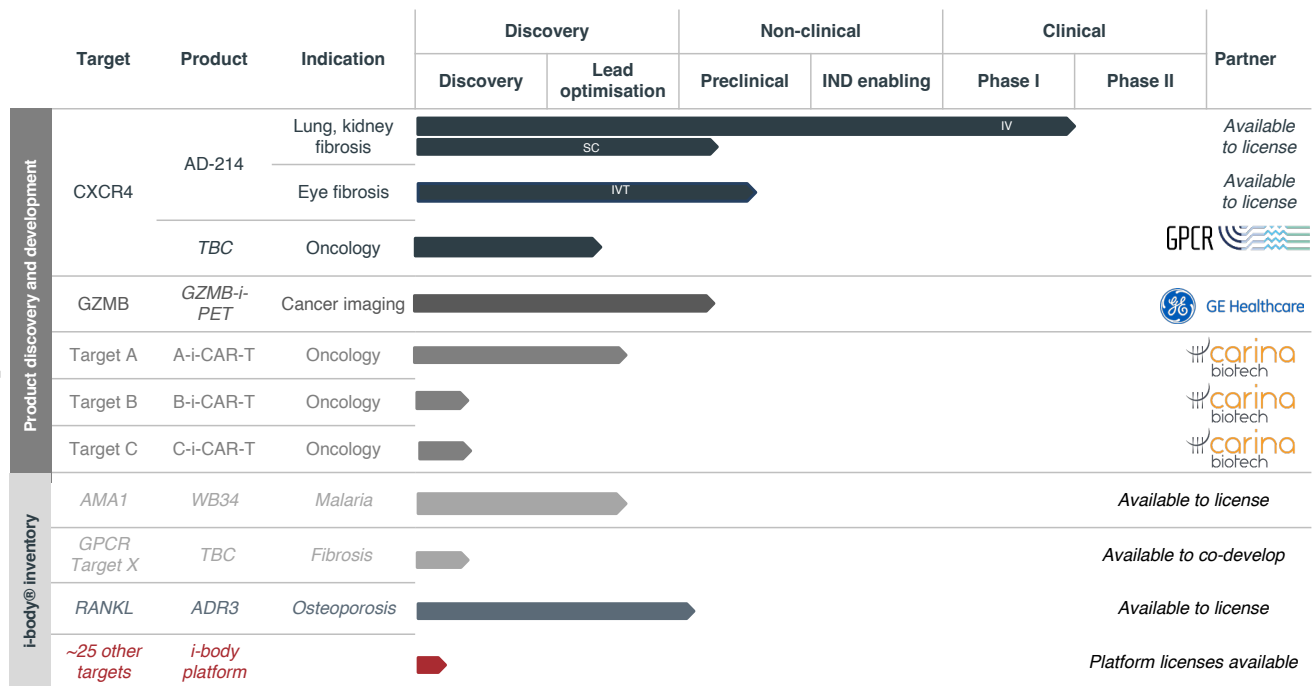 Target
Product
Indication
Discovery
Non-clinical
Clinical
Partner
Discovery
Lead
optimisation
Preclinical
IND enabling
Phase I
Phase II
Product discovery and development
CXCR4
AD-214
Lung, kidney
fibrosis
IV
SC
Available
to license
Eye fibrosis
IVT
Available
to license
TBC
Oncology
GPCR
GZMB
GZMB-i-
PET
Cancer imaging
GE
GE Healthcare
Target A
A-i-CAR-T
Oncology
carina
biotech
Target B
B-i-CAR-T
Oncology
carina
biotech
Target C
C-i-CAR-T
Oncology
carina
biotech
i-body® inventory
AMA1
WB34
Malaria
Available to license
GPCR
Target X
TBC
Fibrosis
Available to co-develop
RANKL
ADR3
Osteoporosis
Available to license
~25 other
targets
i-body
platform
Platform licenses available